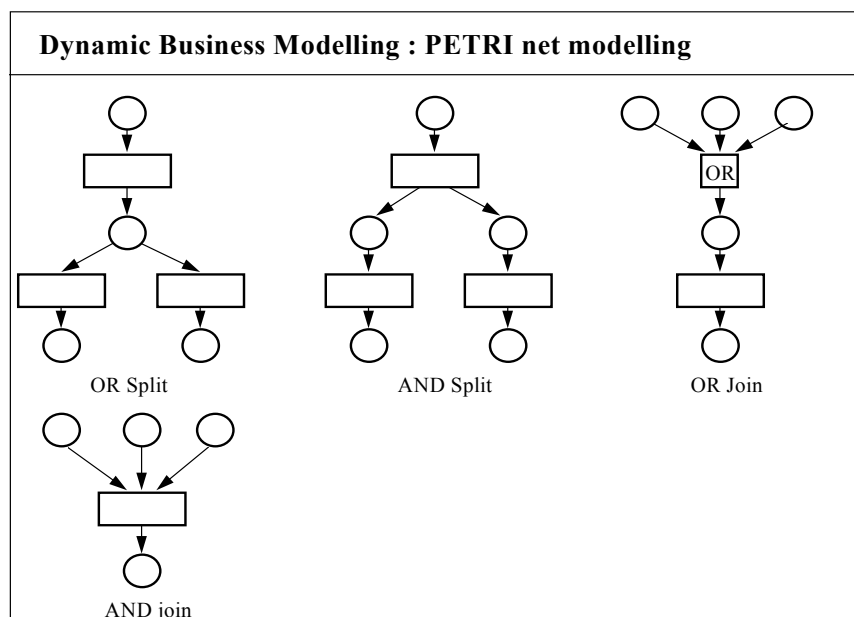 Dynamic Business Modelling : PETRI net modelling
OR
OR Split
AND Split
OR Join
AND join